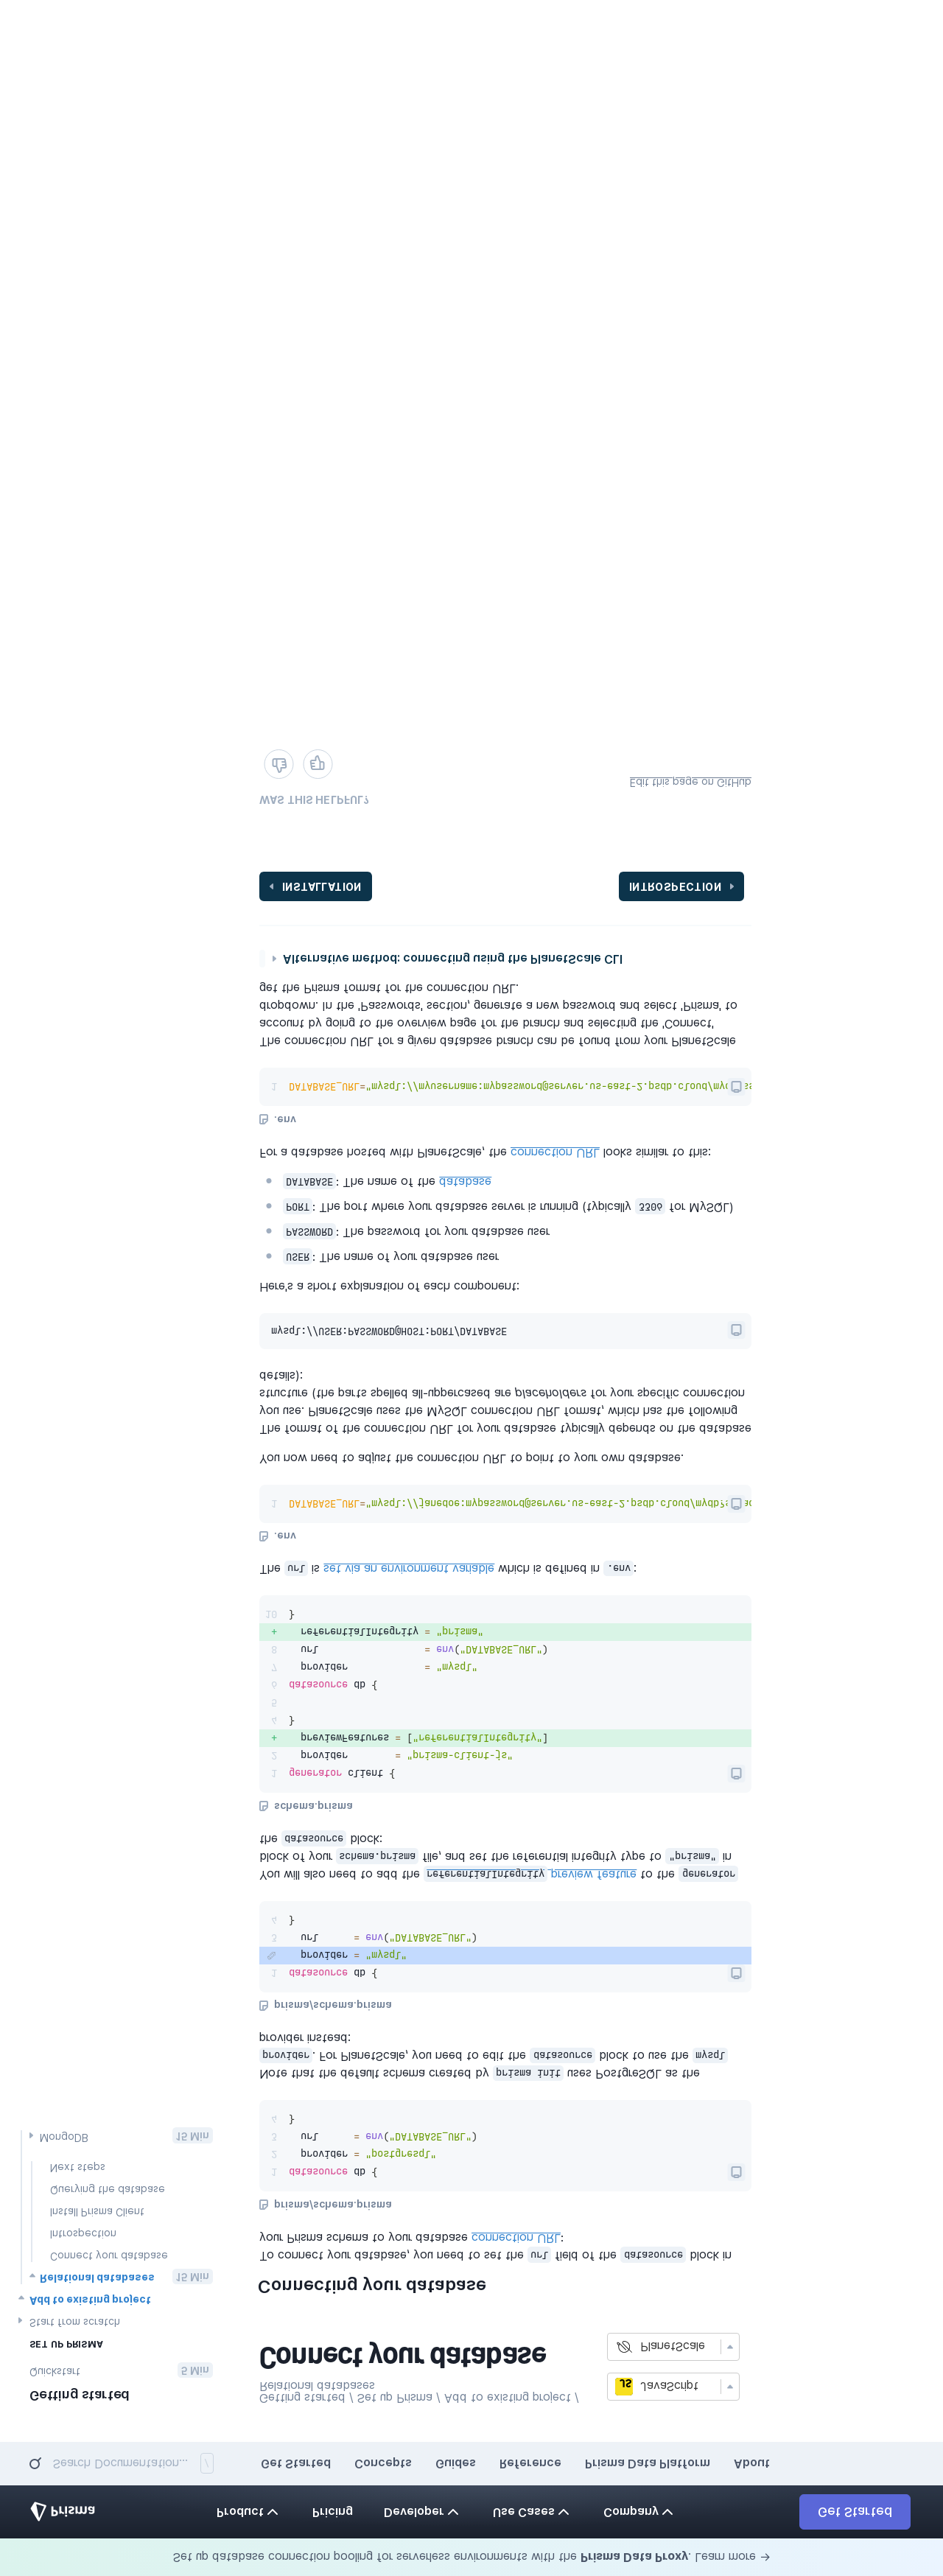 Set up database connection pooling for serverless environments with the Prisma Data Proxy. Learn more →
Prisma
Product
Pricing
Developer
Use Cases
Company
Get Started
Search Documentation...
/
Get Started
Concepts
Guides
Reference
Prisma Data Platform
About
Getting started
Quickstart
5 Min
SET UP PRISMA
Start from scratch
Add to existing project
Relational databases
15 Min
Connect your database
Introspection
Install Prisma Client
Querying the database
Next steps
MongoDB
15 Min
Getting started / Set up Prisma / Add to existing project /
Relational databases
JS JavaScript
PlanetScale
Connect your database
Connecting your database
To connect your database, you need to set the url field of the datasource block in
your Prisma schema to your database connection URL:
prisma/schema.prisma
1 datasource db {
2   provider = "postgresql"
3   url      = env("DATABASE_URL")
4 }
Note that the default schema created by prisma init uses PostgreSQL as the
provider. For PlanetScale, you need to edit the datasource block to use the mysql
provider instead:
prisma/schema.prisma
1 datasource db {
  provider = "mysql"
3   url      = env("DATABASE_URL")
4 }
You will also need to add the referentialIntegrity preview feature to the generator
block of your schema.prisma file, and set the referential integrity type to "prisma" in
the datasource block:
schema.prisma
1 generator client {
2   provider        = "prisma-client-js"
+   previewFeatures = ["referentialIntegrity"]
4 }
5
6 datasource db {
7   provider             = "mysql"
8   url                  = env("DATABASE_URL")
+   referentialIntegrity = "prisma"
10 }
The url is set via an environment variable which is defined in .env:
.env
1 DATABASE_URL="mysql://janedoe:mypassword@server.us-east-2.psdb.cloud/mydb?
You now need to adjust the connection URL to point to your own database.
The format of the connection URL for your database typically depends on the database
you use. PlanetScale uses the MySQL connection URL format, which has the following
structure (the parts spelled all-uppercased are placeholders for your specific connection
details):
mysql://USER:PASSWORD@HOST:PORT/DATABASE
Here's a short explanation of each component:
USER: The name of your database user
PASSWORD: The password for your database user
PORT: The port where your database server is running (typically 3306 for MySQL)
DATABASE: The name of the database
For a database hosted with PlanetScale, the connection URL looks similar to this:
.env
1 DATABASE_URL="mysql://myusername:mypassword@server.us-east-2.psdb.cloud/
The connection URL for a given database branch can be found from your PlanetScale
account by going to the overview page for the branch and selecting the 'Connect'
dropdown. In the 'Passwords' section, generate a new password and select 'Prisma' to
get the Prisma format for the connection URL.
Alternative method: connecting using the PlanetScale CLI
INSTALLATION
INTROSPECTION
WAS THIS HELPFUL?
Edit this page on GitHub